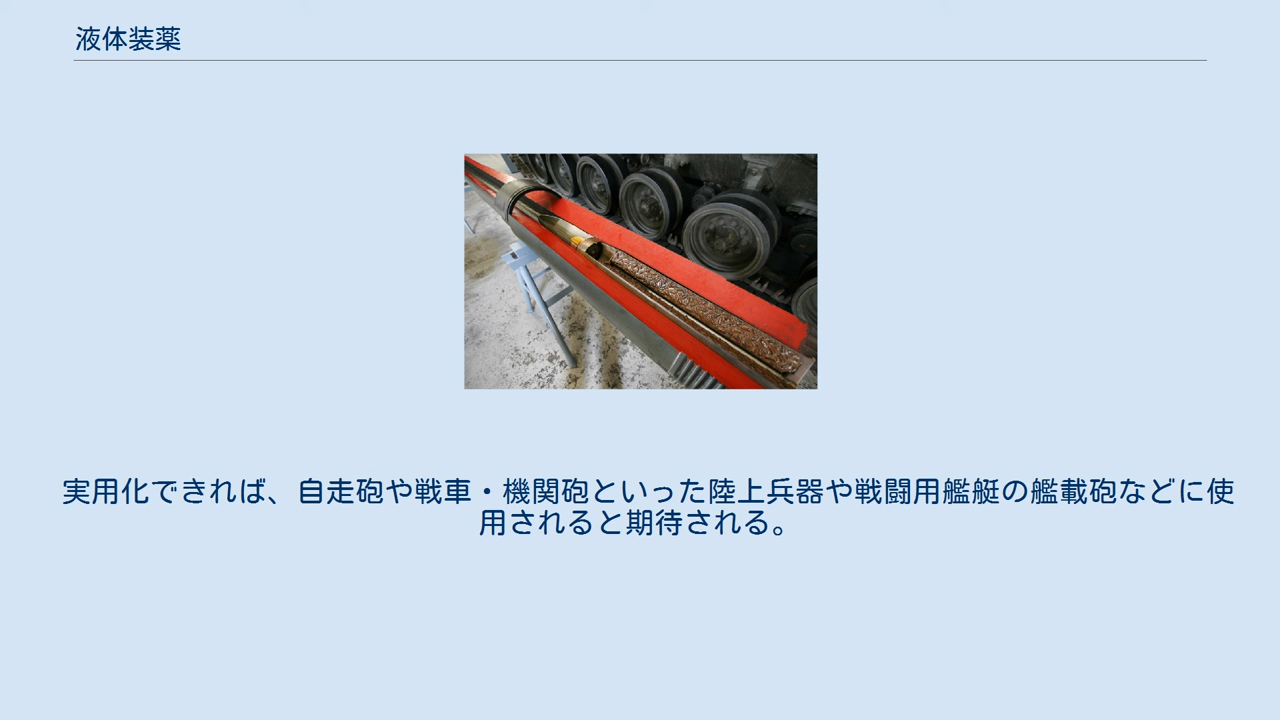 液体装薬
実用化できれば、自走砲や戦車・機関砲といった陸上兵器や戦闘用艦艇の艦載砲などに使
用されると期待される。